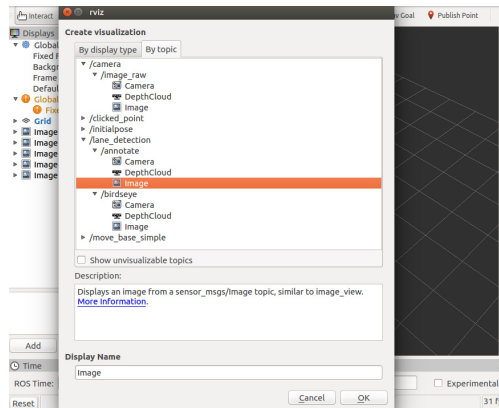 Interact
rviz
Goal
Publish Point
Displays
Create visualization
Global
Fixed
Backgr
Frame
Defaul
Global
Fix
Grid
Image
Image
Image
Image
Image
By display type
By topic
/camera
/image_raw
Camera
DepthCloud
Image
/clicked_point
/initialpose
/lane_detection
/annotate
Camera
DepthCloud
Image
/birdseye
Camera
DepthCloud
Image
/move_base_simple
Show unvisualizable topics
Description:
Displays an image from a sensor_msgs/Image topic, similar to image_view.
More Information.
Add
Time
ROS Time:
Reset
Display Name
Image
Cancel
OK
Experimental
31 f